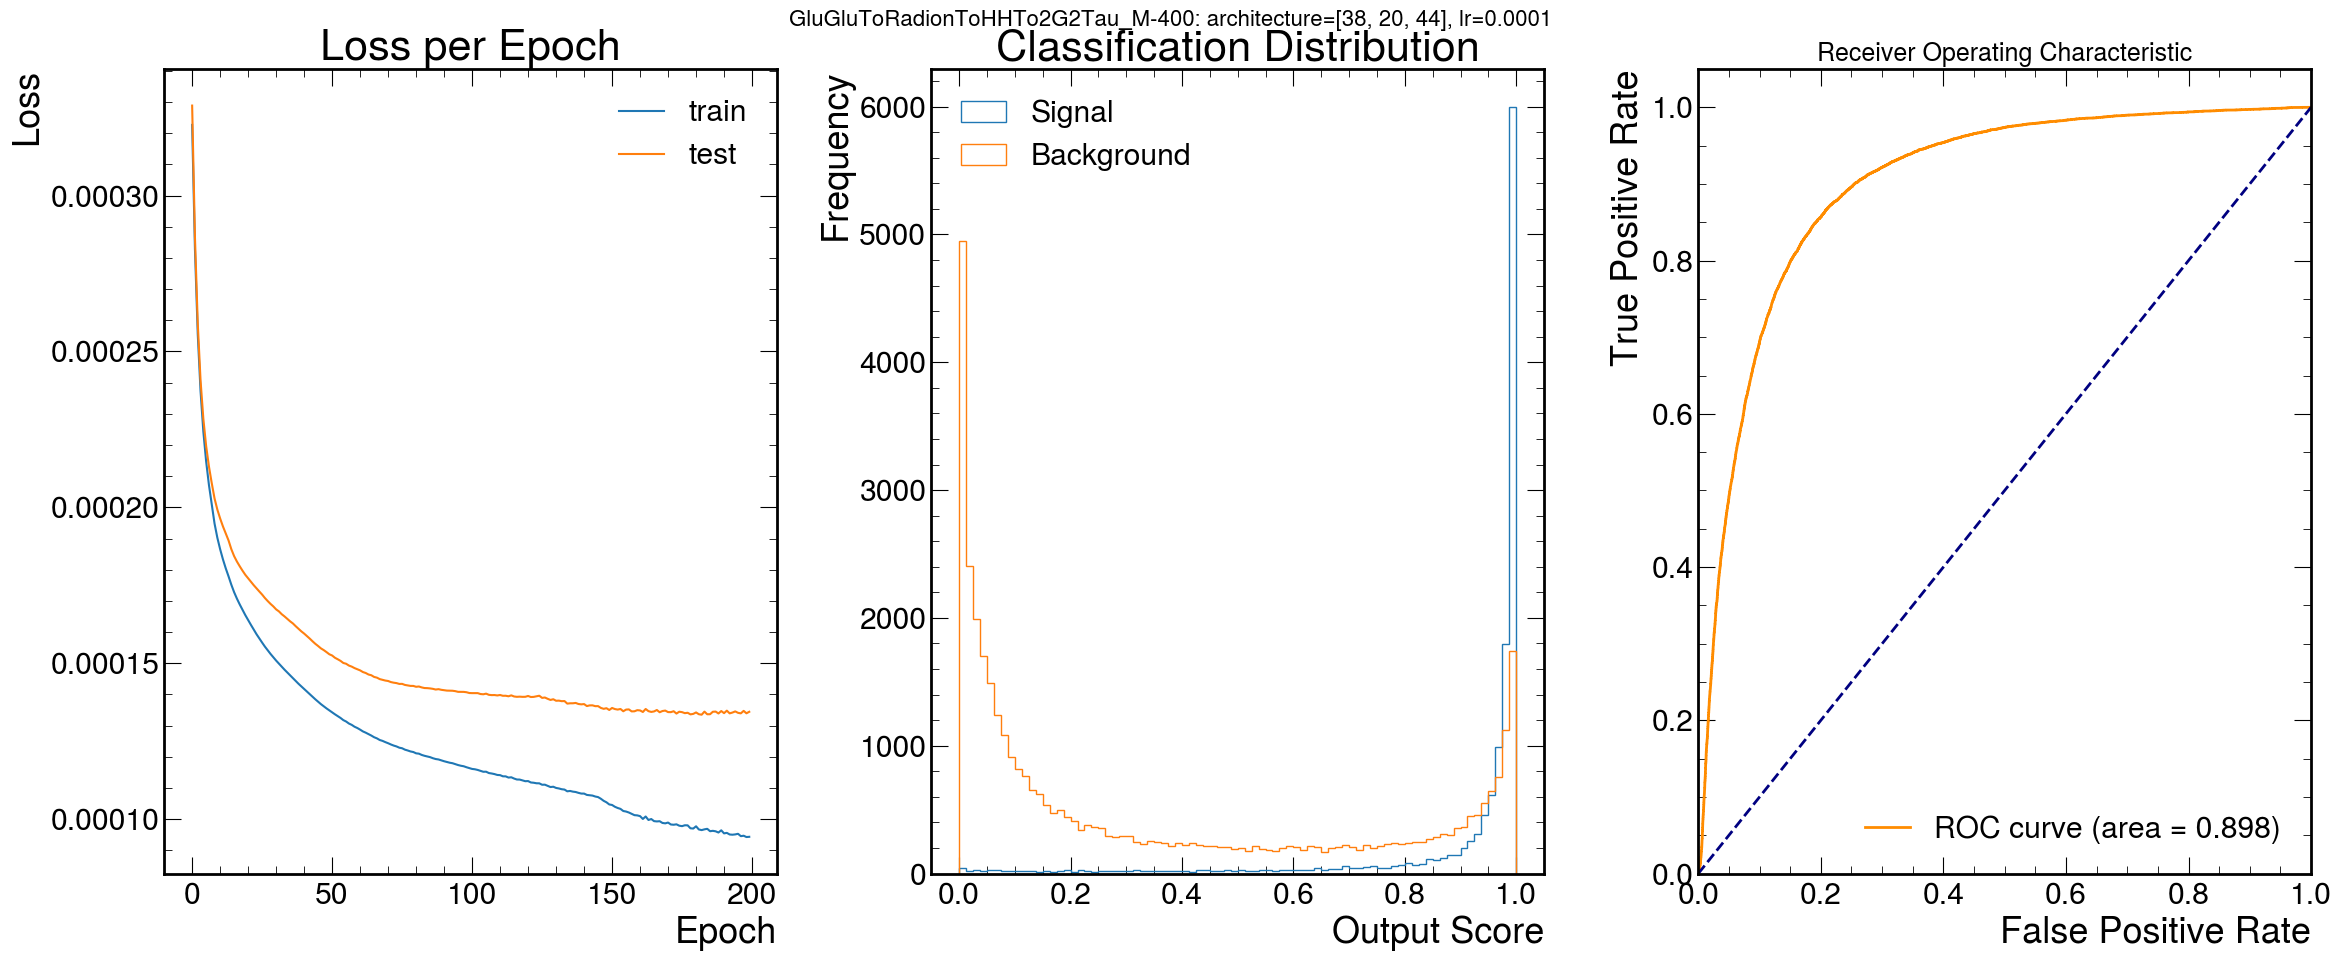 GluGluToRadionToHHTo2G2Tau_M-400: architecture=[38, 20, 44], lr=0.0001
Loss per Epoch
Loss
train
test
0.00030
0.00025
0.00020
0.00015
0.00010
0 50 100 150 200
Epoch
Classification Distribution
Frequency
Signal
Background
6000
5000
4000
3000
2000
1000
0
0.0 0.2 0.4 0.6 0.8 1.0
Output Score
Receiver Operating Characteristic
True Positive Rate
1.0
0.8
0.6
0.4
0.2
0.0
ROC curve (area = 0.898)
0.0 0.2 0.4 0.6 0.8 1.0
False Positive Rate